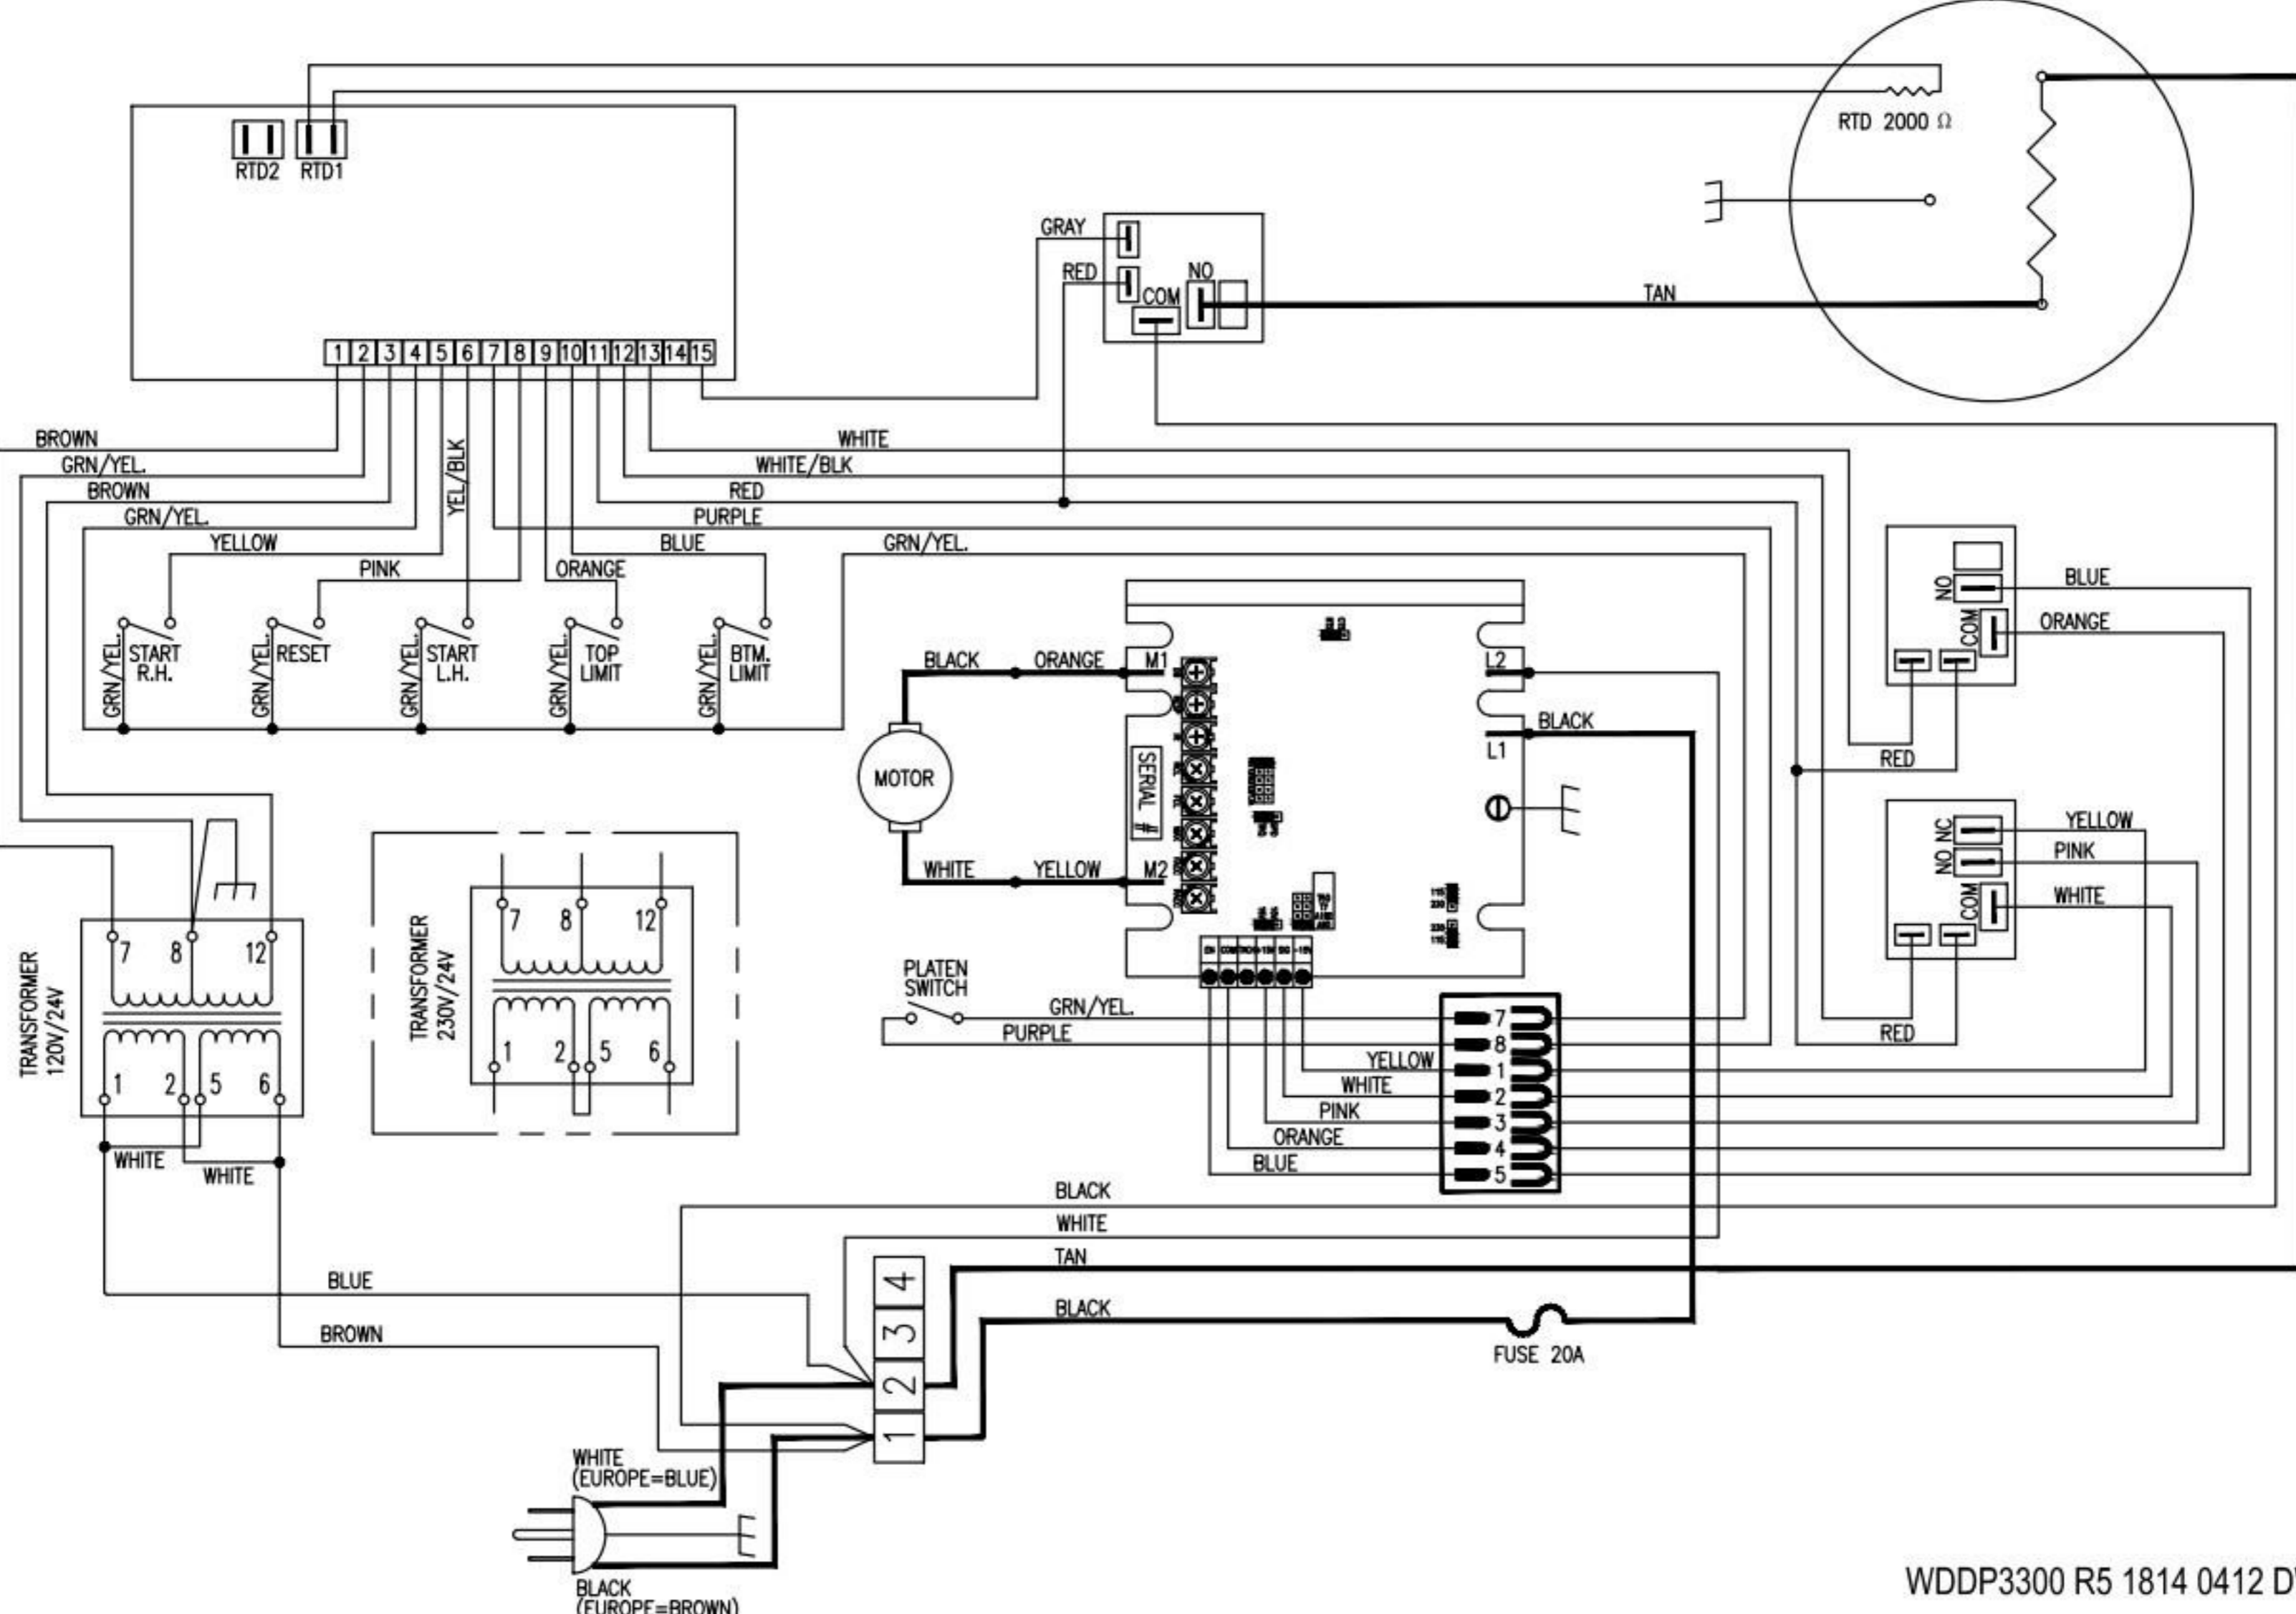 RTD 2000 Ω
RTD2 RTD1
GRAY
RED
NO
COM
TAN
1 2 3 4 5 6 7 8 9 10 11 12 13 14 15
BROWN
WHITE
GRN/YEL.
WHITE/BLK
BROWN
RED
YEL/BLK
GRN/YEL.
PURPLE
YELLOW
BLUE
GRN/YEL.
PINK
ORANGE
GRN/YEL.
START
R.H.
GRN/YEL.
RESET
GRN/YEL.
START
L.H.
GRN/YEL.
TOP
LIMIT
GRN/YEL.
BTM.
LIMIT
NO
COM
BLUE
ORANGE
RED
BLACK
ORANGE
M1
L2
BLACK
L1
MOTOR
SERIAL #
WHITE
YELLOW
M2
NO NC
COM
YELLOW
PINK
WHITE
RED
TRANSFORMER
120V/24V
7 8 12
1 2 5 6
WHITE
WHITE
TRANSFORMER
230V/24V
7 8 12
1 2 5 6
115
230
230
115
PLATEN
SWITCH
GRN/YEL.
PURPLE
YELLOW
WHITE
PINK
ORANGE
BLUE
7
8
1
2
3
4
5
BLACK
WHITE
TAN
BLACK
BLUE
BROWN
4
3
2
1
FUSE 20A
WHITE
(EUROPE=BLUE)
BLACK
(EUROPE=BROWN)
WDDP3300 R5 1814 0412